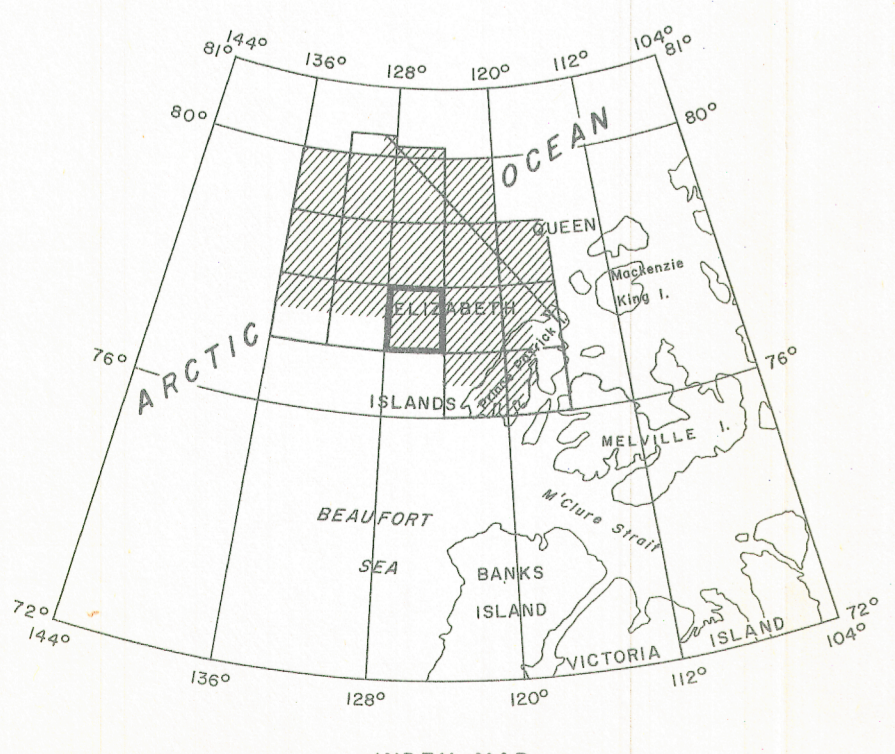 144°
81°
136°
128°
120°
112°
104°
81°
80°
80°
OCEAN
QUEEN
Mackenzie
King I.
ELIZABETH
Prince Patrick I.
ARCTIC
76°
76°
ISLANDS
MELVILLE I.
M'Clure Strait
BEAUFORT
SEA
BANKS
ISLAND
VICTORIA
ISLAND
72°
144°
136°
128°
120°
112°
72°
104°